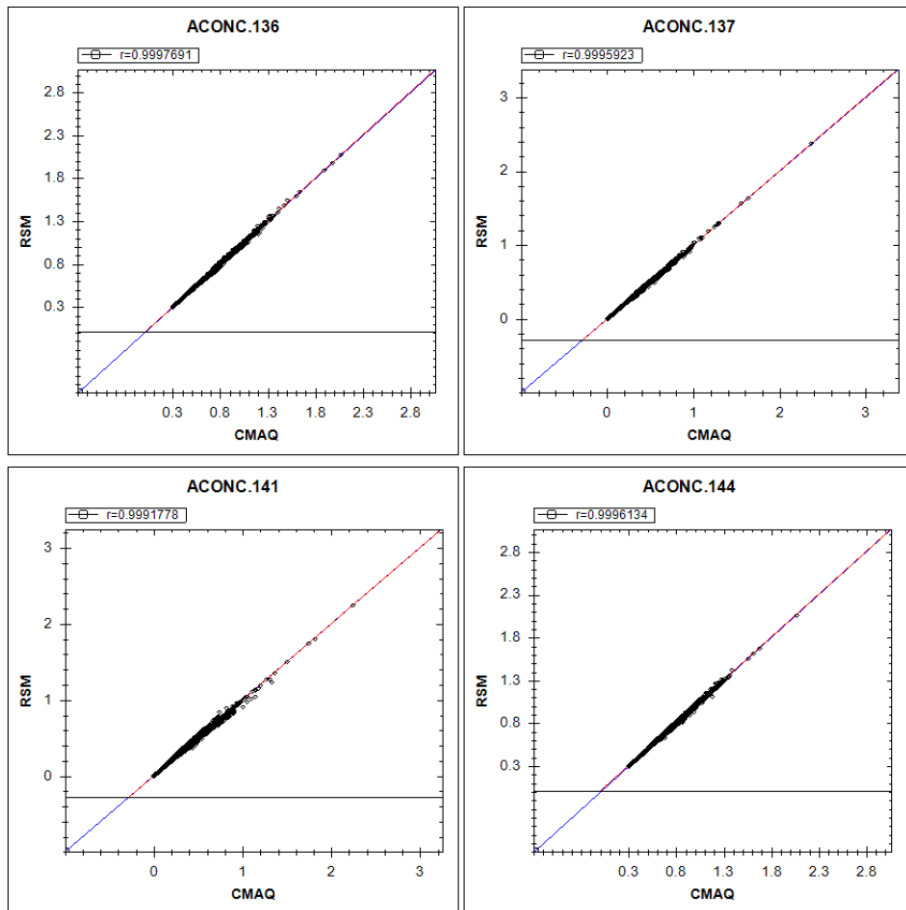 ACONC.136
r=0.9997691
2.8
2.3
1.8
1.3
0.8
0.3
RSM
0.3 0.8 1.3 1.8 2.3 2.8
CMAQ
ACONC.137
r=0.9995923
3
2
1
0
RSM
0 1 2 3
CMAQ
ACONC.141
r=0.9991778
3
2
1
0
RSM
0 1 2 3
CMAQ
ACONC.144
r=0.9996134
2.8
2.3
1.8
1.3
0.8
0.3
RSM
0.3 0.8 1.3 1.8 2.3 2.8
CMAQ